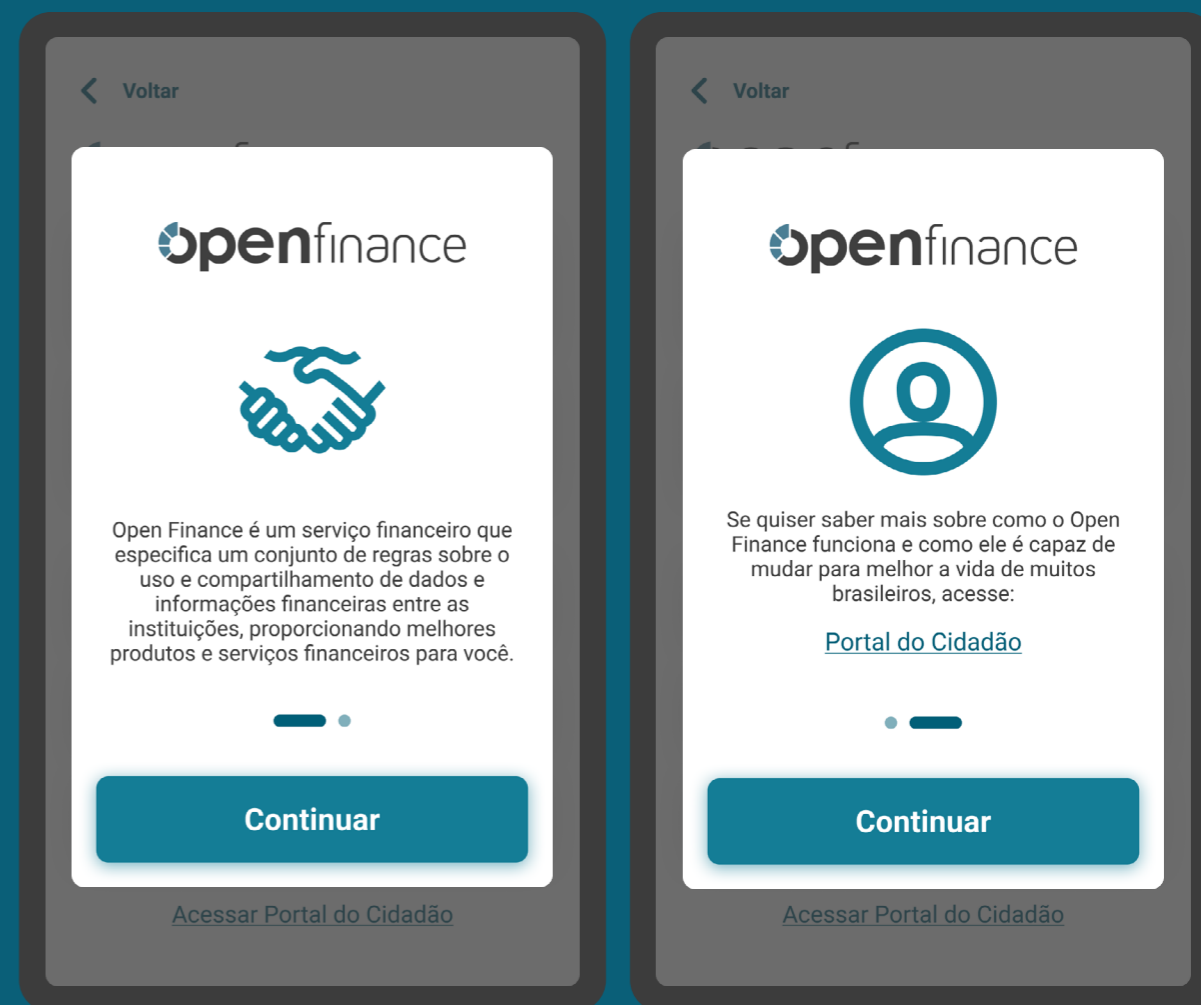 Voltar
openfinance
Open Finance é um serviço financeiro que
especifica um conjunto de regras sobre o
uso e compartilhamento de dados e
informações financeiras entre as
instituições, proporcionando melhores
produtos e serviços financeiros para você.
Continuar
Acessar Portal do Cidadão
Voltar
openfinance
Se quiser saber mais sobre como o Open
Finance funciona e como ele é capaz de
mudar para melhor a vida de muitos
brasileiros, acesse:
Portal do Cidadão
Continuar
Acessar Portal do Cidadão